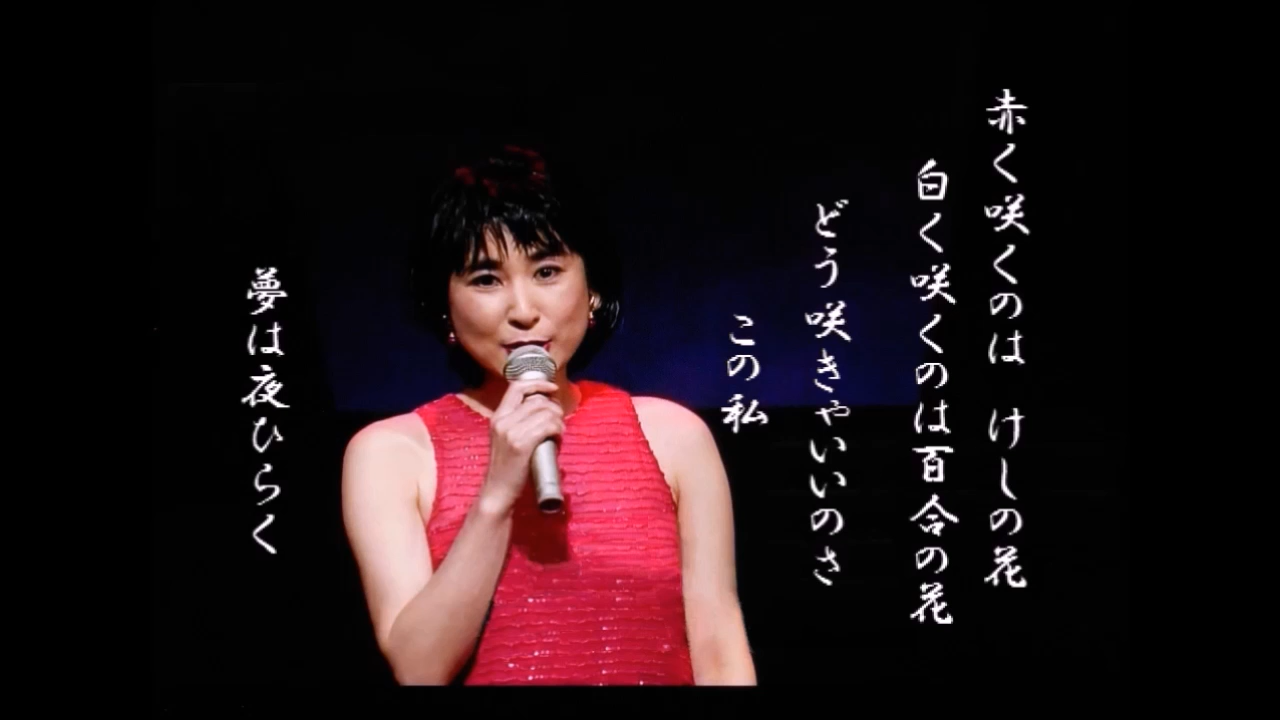 赤く咲くのは けしの花
白く咲くのは百合の花
どう咲きゃいいのさ
この私
夢は夜ひらく